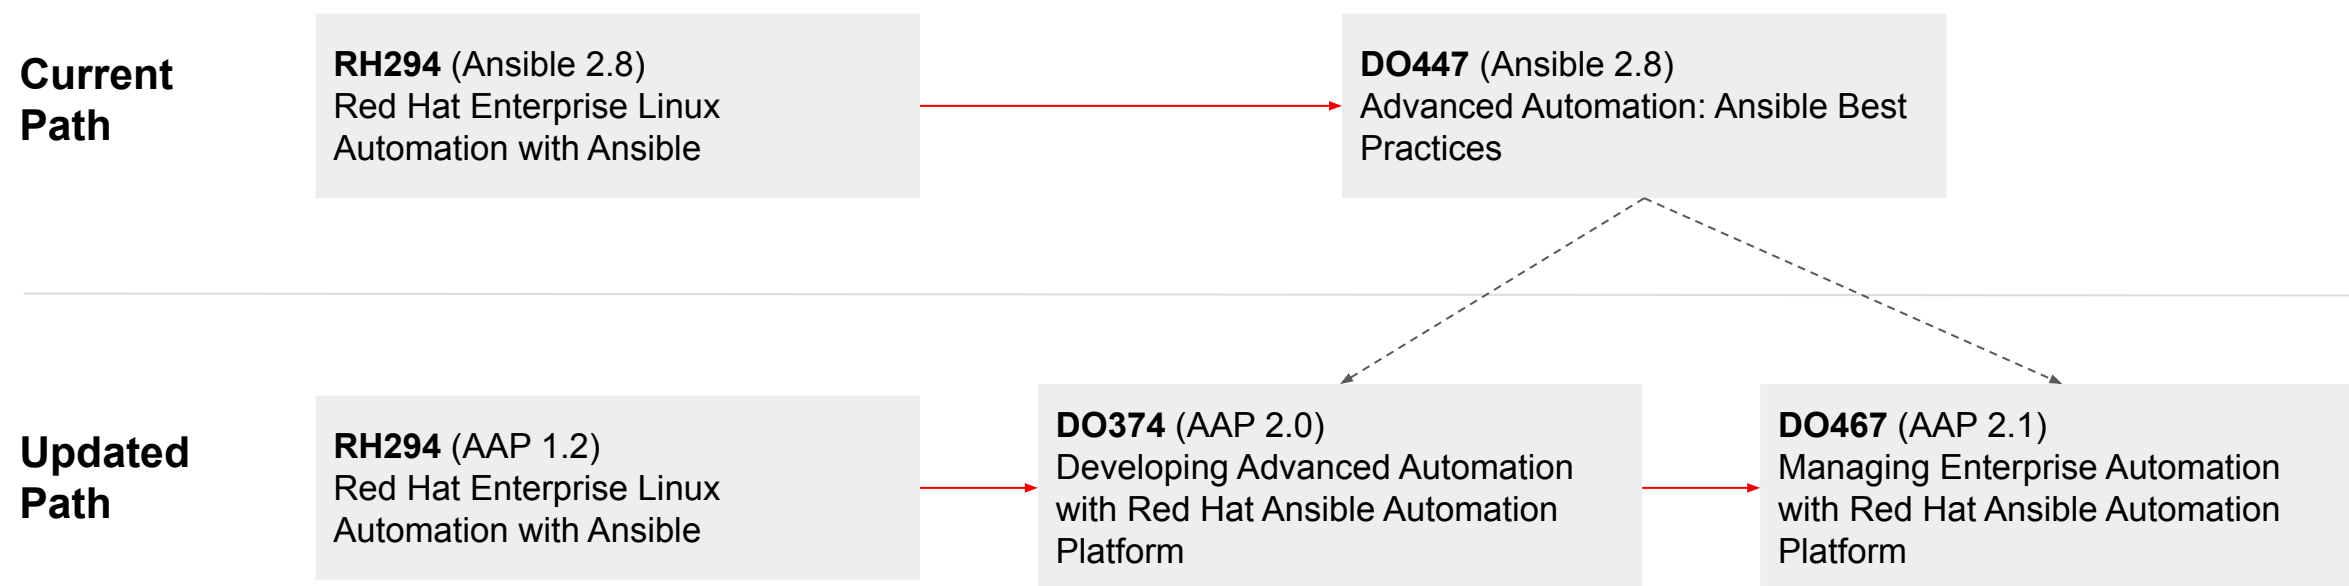 Current
Path
RH294 (Ansible 2.8)
Red Hat Enterprise Linux
Automation with Ansible
DO447 (Ansible 2.8)
Advanced Automation: Ansible Best
Practices
Updated
Path
RH294 (AAP 1.2)
Red Hat Enterprise Linux
Automation with Ansible
DO374 (AAP 2.0)
Developing Advanced Automation
with Red Hat Ansible Automation
Platform
DO467 (AAP 2.1)
Managing Enterprise Automation
with Red Hat Ansible Automation
Platform